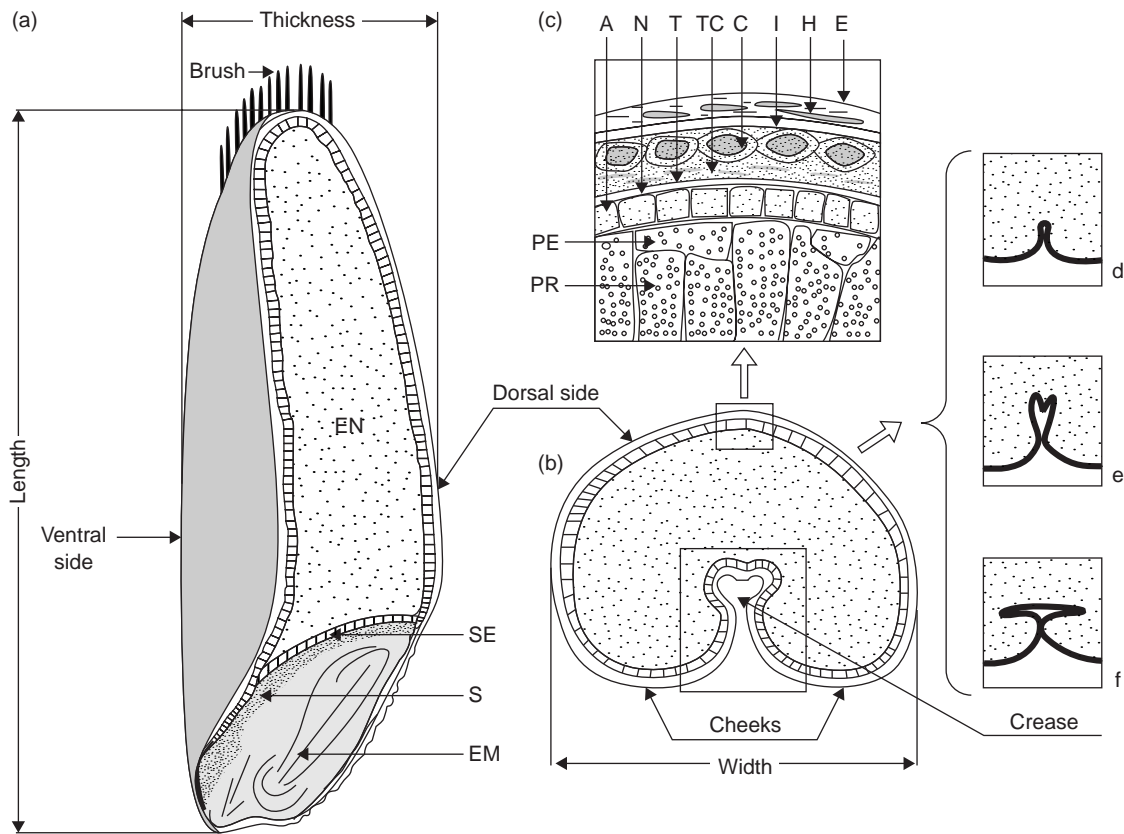 (a)
Thickness
Brush
Length
EN
Dorsal side
Ventral
side
SE
S
EM
(c)
A N T TC C I H E
PE
PR
(b)
Cheeks
Crease
Width
d
e
f